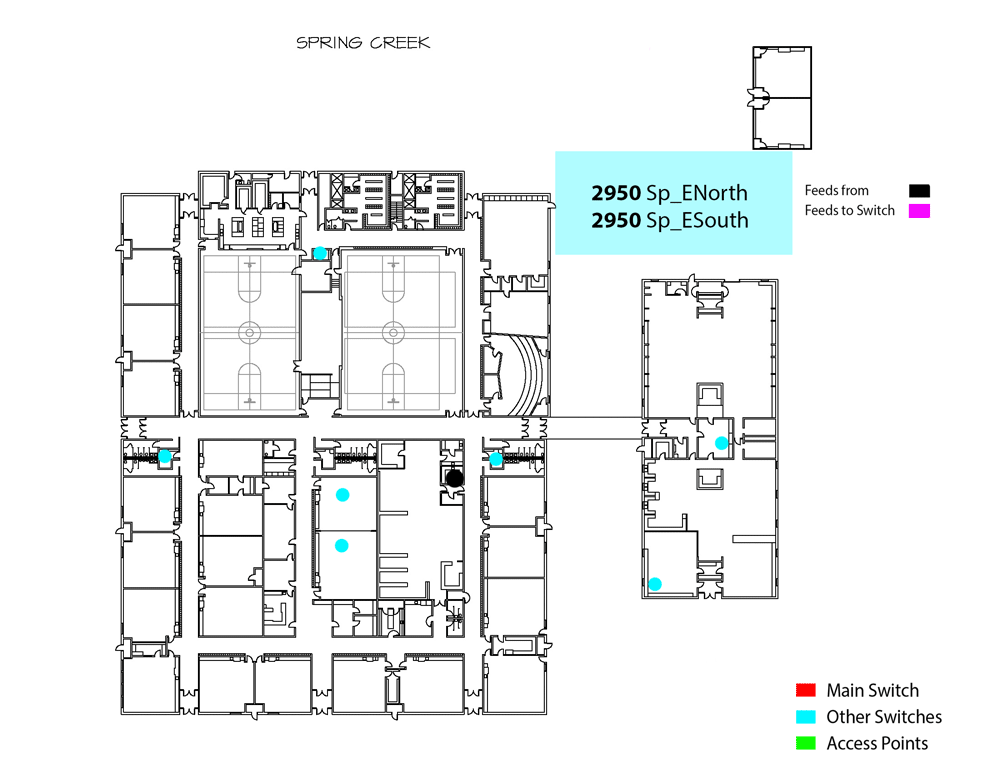 SPRING CREEK
2950 Sp_ENorth
2950 Sp_ESouth
Feeds from
Feeds to Switch
Main Switch
Other Switches
Access Points